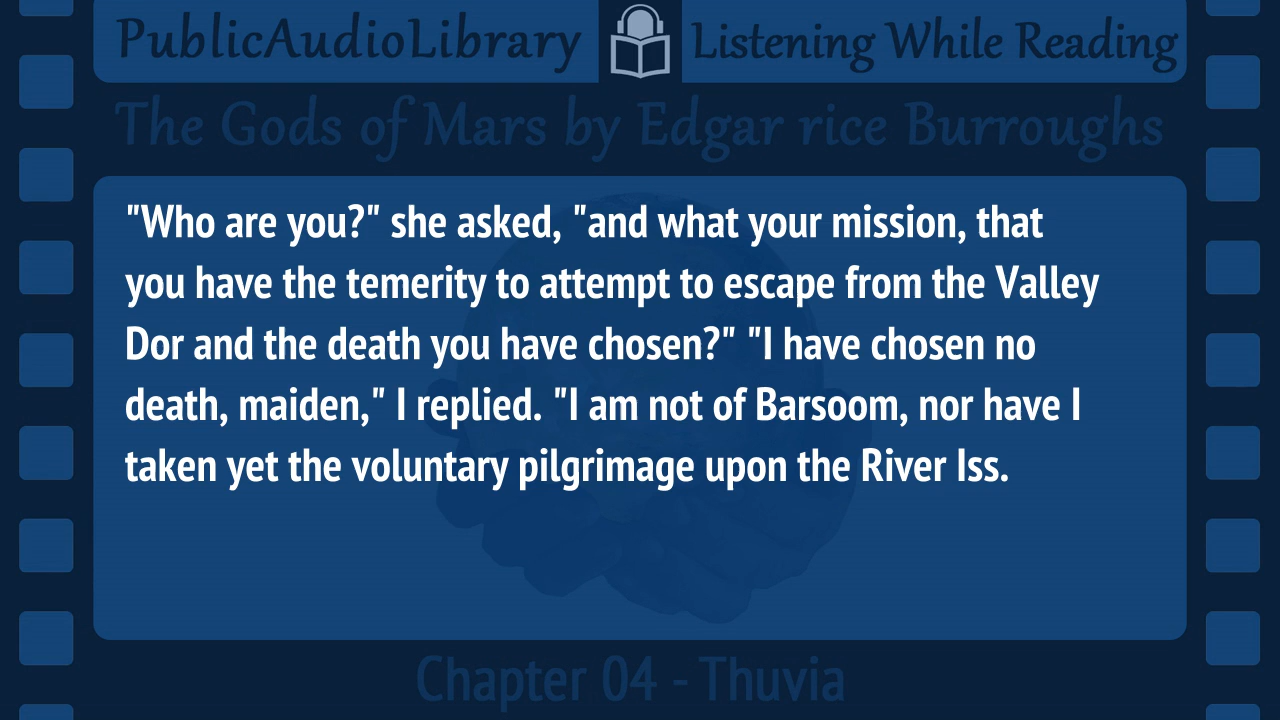 PublicAudioLibrary
Listening While Reading
The Gods of Mars by Edgar rice Burroughs
"Who are you?" she asked, "and what your mission, that
you have the temerity to attempt to escape from the Valley
Dor and the death you have chosen?" "I have chosen no
death, maiden," I replied. "I am not of Barsoom, nor have I
taken yet the voluntary pilgrimage upon the River Iss.
Chapter 04 - Thuvia